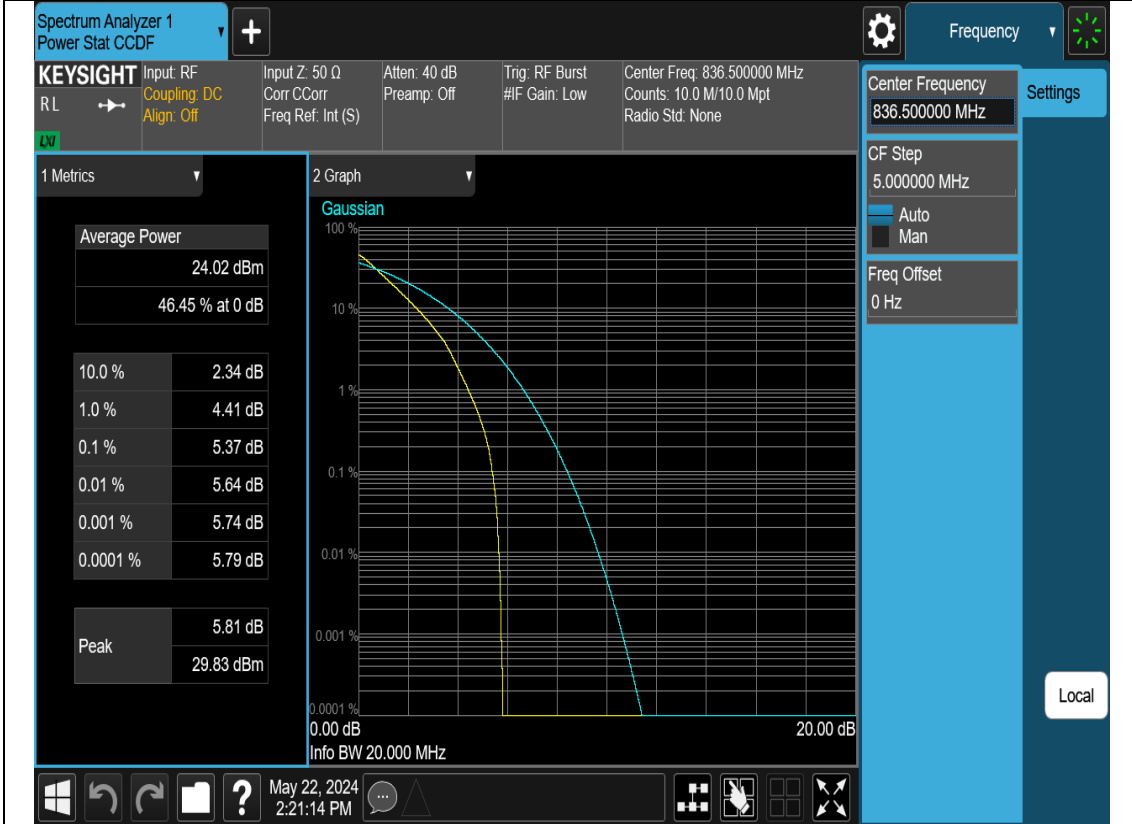 Spectrum Analyzer 1
Power Stat CCDF
+
Frequency
KEYSIGHT
RL
LXI
Input: RF
Coupling: DC
Align: Off
Input Z: 50 Ω
Corr CCorr
Freq Ref: Int (S)
Atten: 40 dB
Preamp: Off
Trig: RF Burst
#IF Gain: Low
Center Freq: 836.500000 MHz
Counts: 10.0 M/10.0 Mpt
Radio Std: None
Center Frequency
836.500000 MHz
Settings
CF Step
5.000000 MHz
Auto
Man
Freq Offset
0 Hz
Local
1 Metrics
Average Power
24.02 dBm
46.45 % at 0 dB
10.0 % 2.34 dB
1.0 % 4.41 dB
0.1 % 5.37 dB
0.01 % 5.64 dB
0.001 % 5.74 dB
0.0001 % 5.79 dB
Peak
5.81 dB
29.83 dBm
2 Graph
Gaussian
100 %
10 %
1 %
0.1 %
0.01 %
0.001 %
0.0001 %
0.00 dB 20.00 dB
Info BW 20.000 MHz
?
May 22, 2024
2:21:14 PM